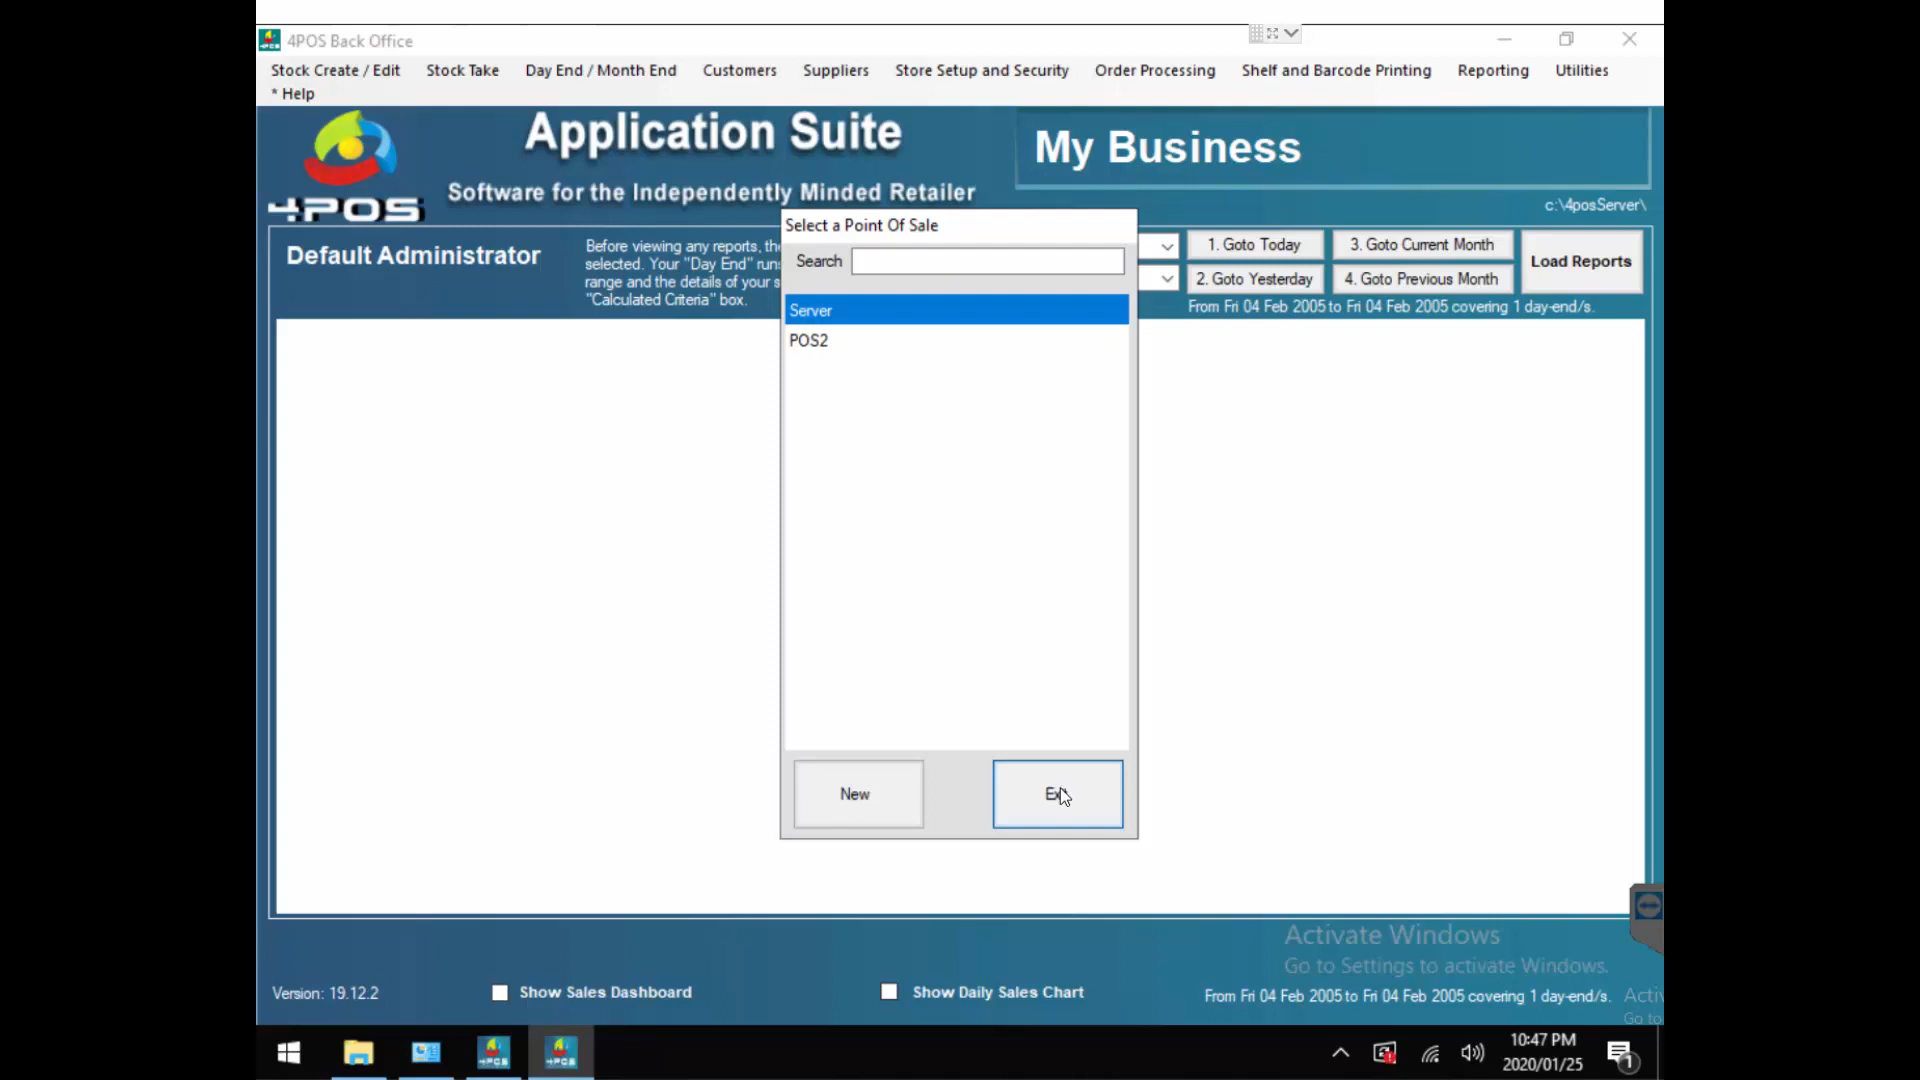 4POS Back Office
Stock Create / Edit Stock Take Day End / Month End Customers Suppliers Store Setup and Security Order Processing Shelf and Barcode Printing Reporting Utilities
* Help
Application Suite
My Business
Software for the Independently Minded Retailer
4POS
c:\4posServer\
Select a Point Of Sale
Default Administrator
Before viewing any reports, the
selected. Your "Day End" run
range and the details of your s
"Calculated Criteria" box.
Search
1. Goto Today
3. Goto Current Month
Load Reports
2. Goto Yesterday
4. Goto Previous Month
From Fri 04 Feb 2005 to Fri 04 Feb 2005 covering 1 day-end/s.
Server
POS2
New
Activate Windows
Go to Settings to activate Windows.
Version: 19.12.2
Show Sales Dashboard
Show Daily Sales Chart
From Fri 04 Feb 2005 to Fri 04 Feb 2005 covering 1 day-end/s.
Acti
Go to
4POS
4POS
10:47 PM
2020/01/25
1